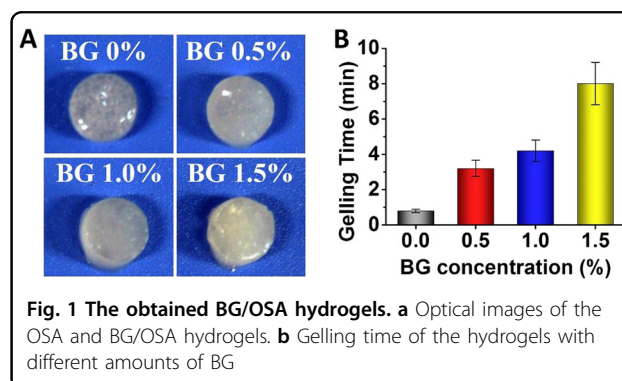 A
BG 0%
BG 0.5%
BG 1.0%
BG 1.5%
B
Gelling Time (min)
10
8
6
4
2
0
0.0 0.5 1.0 1.5
BG concentration (%)
Fig. 1 The obtained BG/OSA hydrogels. a Optical images of the
OSA and BG/OSA hydrogels. b Gelling time of the hydrogels with
different amounts of BG